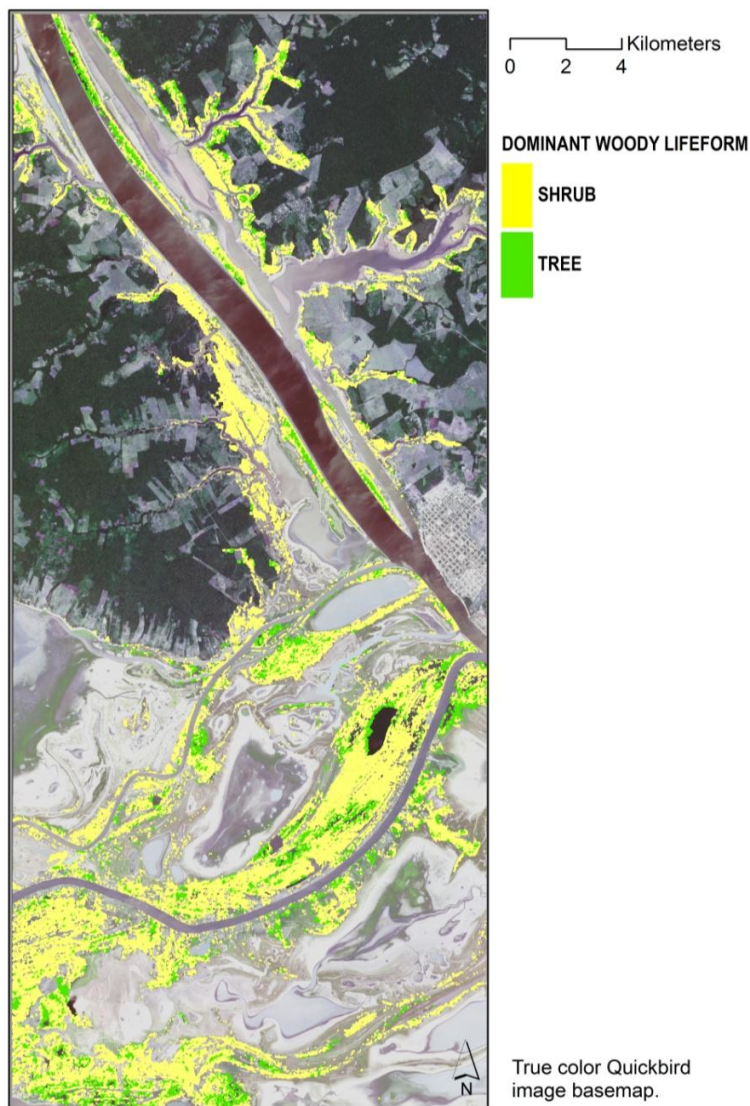 Kilometers
0 2 4
DOMINANT WOODY LIFEFORM
SHRUB
TREE
N
True color Quickbird
image basemap.